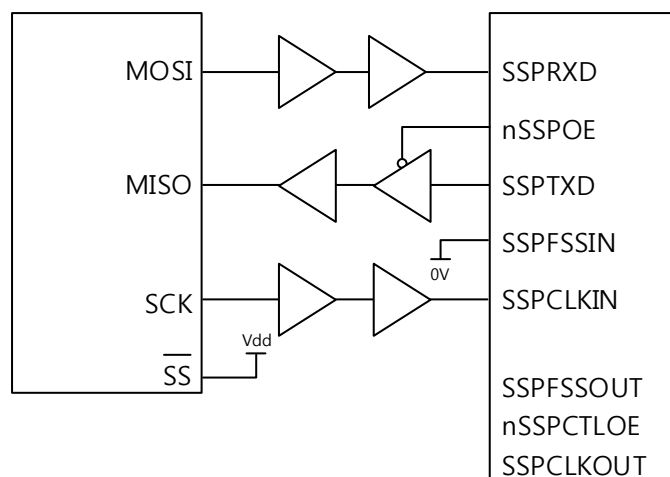 MOSI
SSPRXD
nSSPOE
MISO
SSPTXD
SSPFSSIN
0V
SCK
SSPCLKIN
Vdd
SS
SSPFSSOUT
nSSPCTLOE
SSPCLKOUT